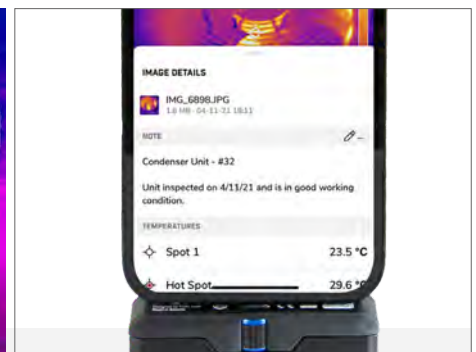 IMAGE DETAILS
IMG_6898.JPG
1.6 MB · 04-11-21 18:11
NOTE
Condenser Unit - #32
Unit inspected on 4/11/21 and is in good working
condition.
TEMPERATURES
Spot 1 23.5 °C
Hot Spot 29.6 °C